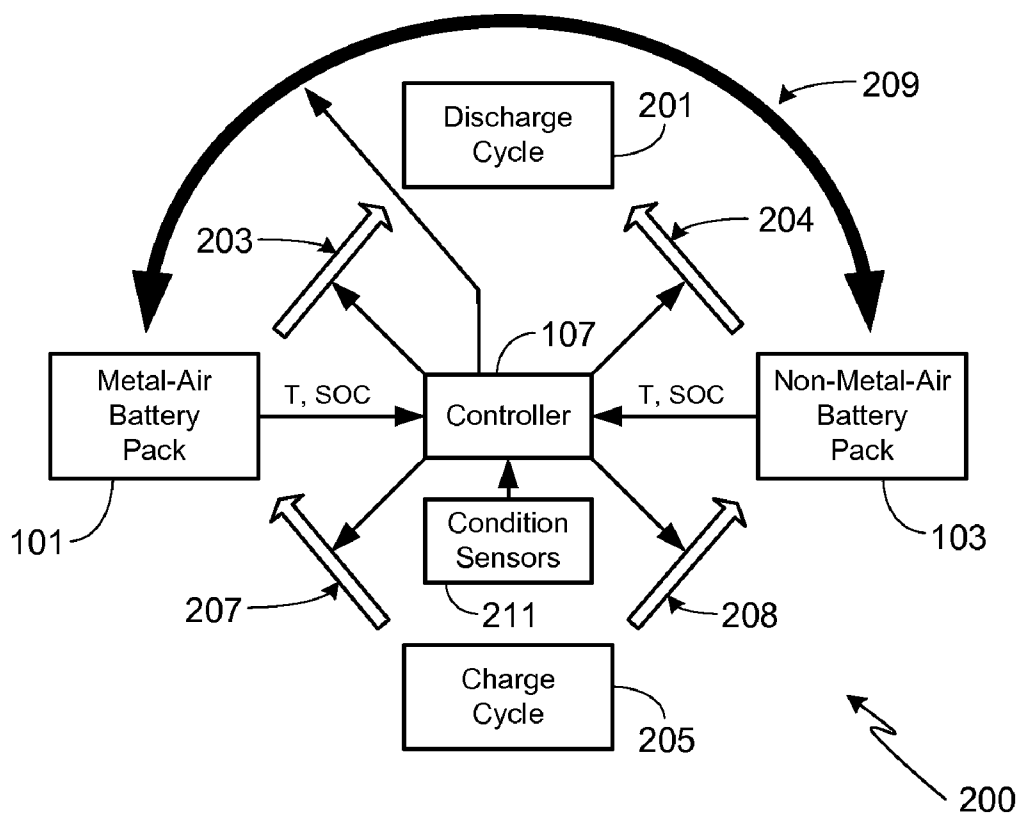 209
Discharge
Cycle
201
203
204
107
Metal-Air
Battery
Pack
T, SOC
Controller
T, SOC
Non-Metal-Air
Battery
Pack
101
Condition
Sensors
103
207
211
208
Charge
Cycle
205
200